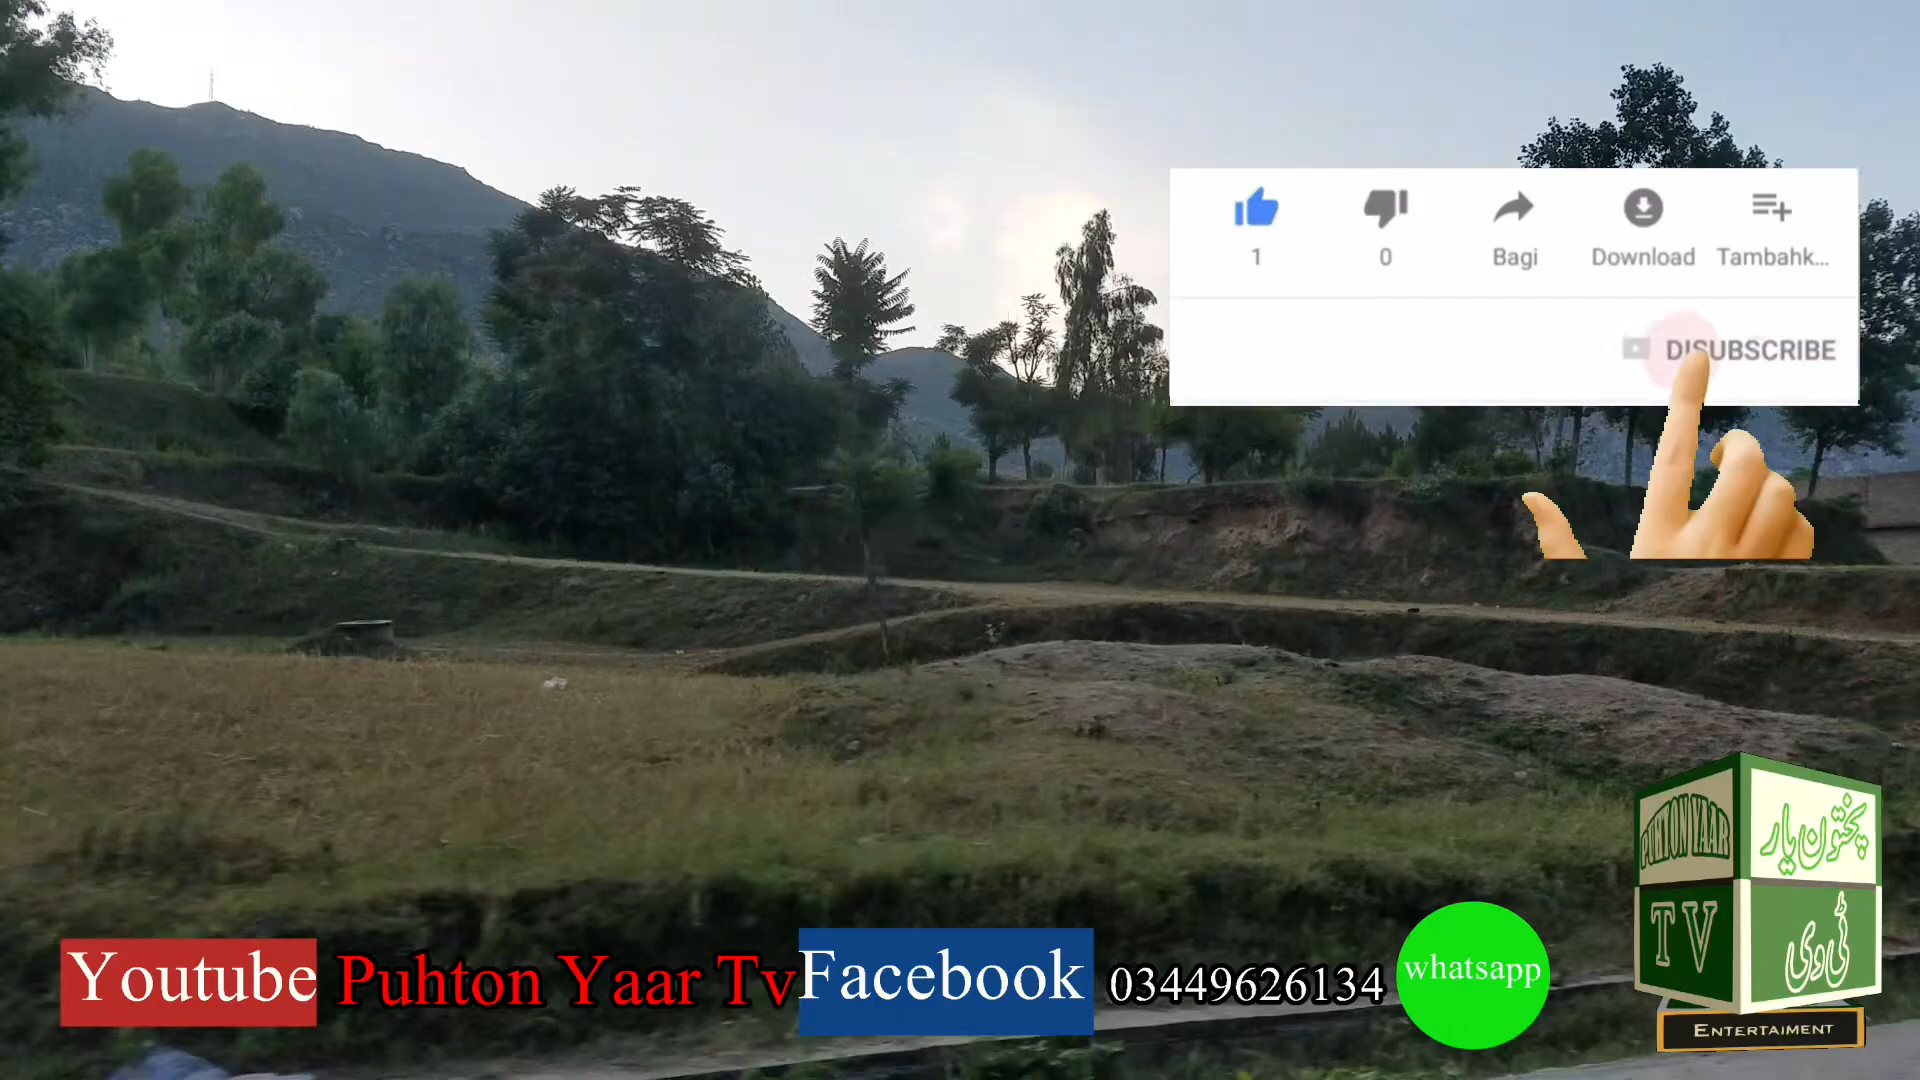 1
0
Bagi
Download
Tambahk...
DISUBSCRIBE
PUHTON YAAR
TV
پختون یار
ٹی وی
ENTERTAIMENT
Youtube
Puhton Yaar Tv
Facebook
03449626134
whatsapp